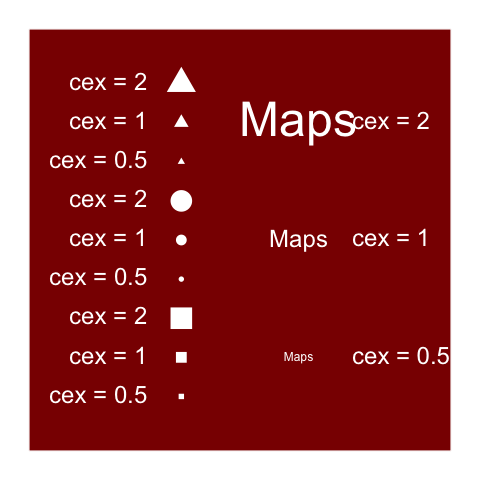 cex = 2
cex = 1
cex = 0.5
cex = 2
cex = 1
cex = 0.5
cex = 2
cex = 1
cex = 0.5
Maps cex = 2
Maps cex = 1
Maps cex = 0.5